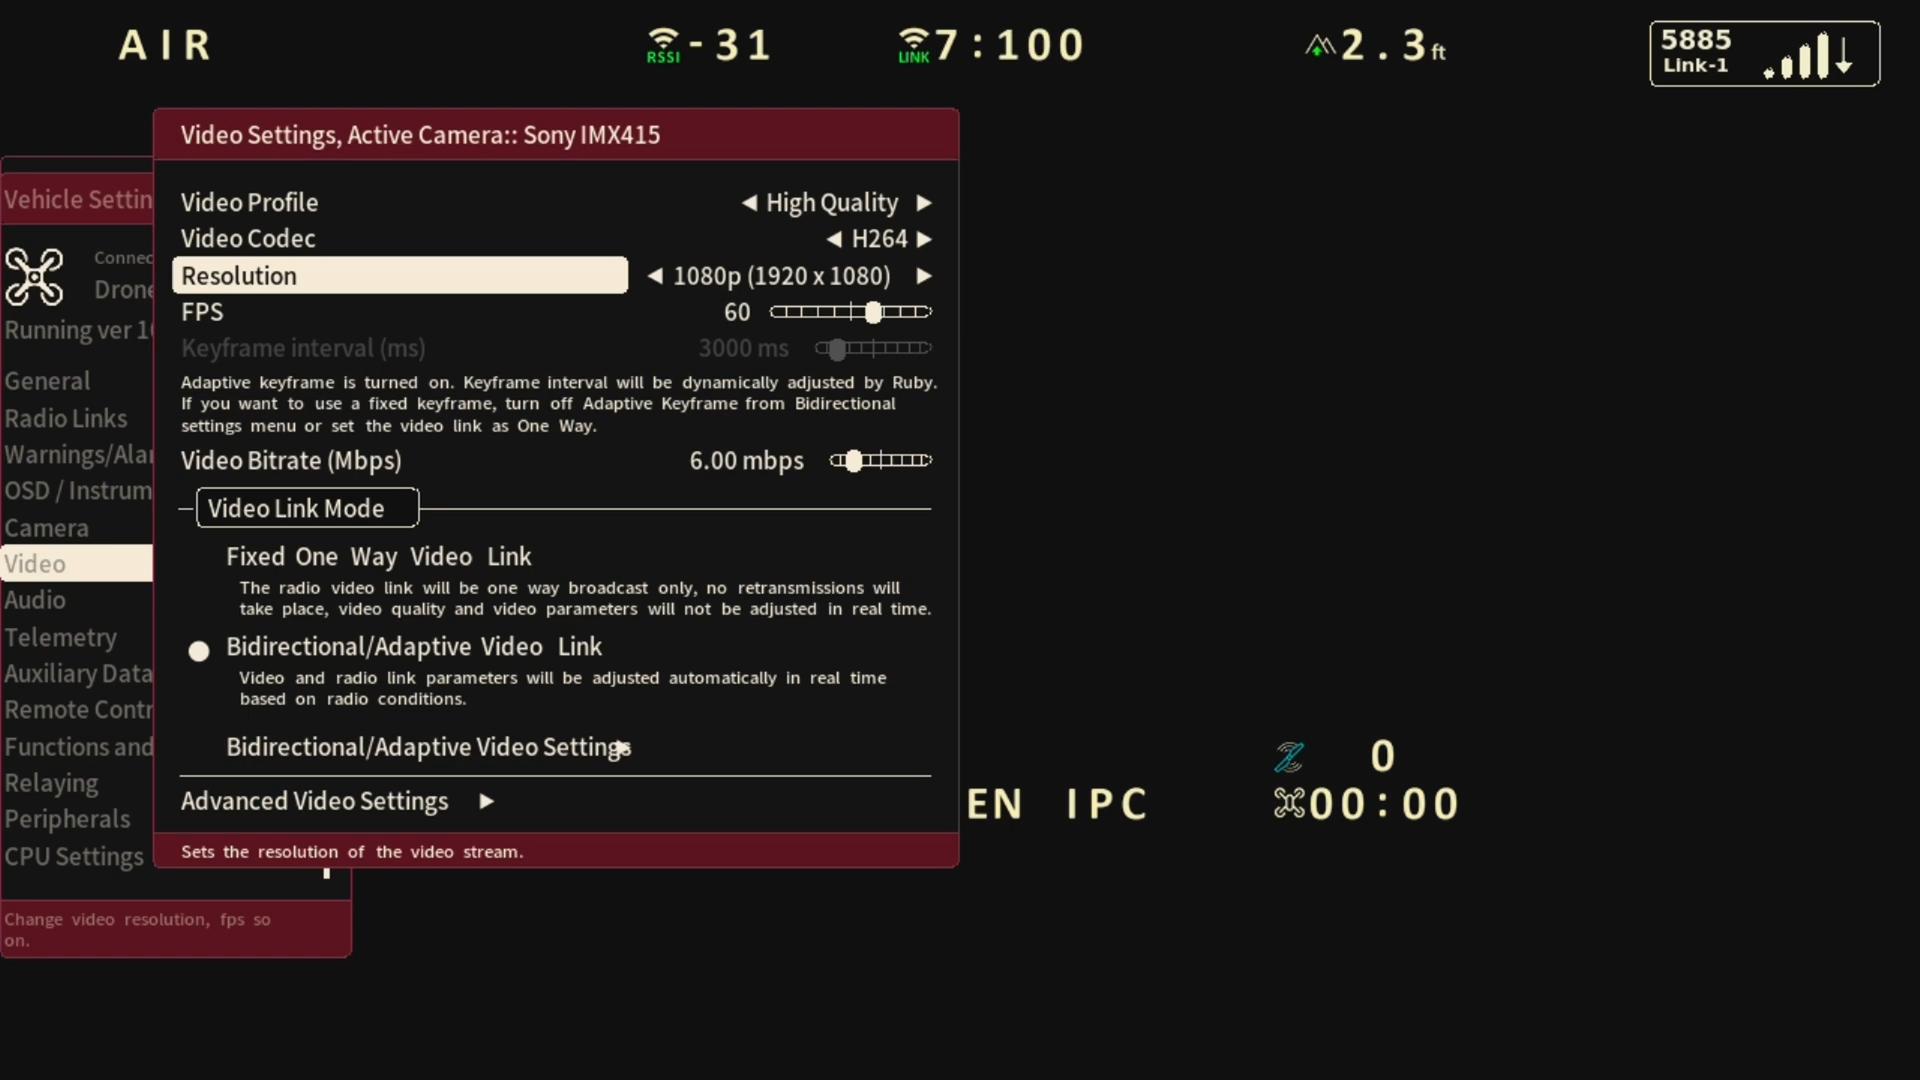 AIR
RSSI -31
LINK 7:100
2.3ft
5885
Link-1
Video Settings, Active Camera:: Sony IMX415
Video Profile High Quality
Video Codec H264
Resolution 1080p (1920 x 1080)
FPS 60
Keyframe interval (ms) 3000 ms
Adaptive keyframe is turned on. Keyframe interval will be dynamically adjusted by Ruby.
If you want to use a fixed keyframe, turn off Adaptive Keyframe from Bidirectional
settings menu or set the video link as One Way.
Video Bitrate (Mbps) 6.00 mbps
Video Link Mode
Fixed One Way Video Link
The radio video link will be one way broadcast only, no retransmissions will
take place, video quality and video parameters will not be adjusted in real time.
Bidirectional/Adaptive Video Link
Video and radio link parameters will be adjusted automatically in real time
based on radio conditions.
Bidirectional/Adaptive Video Settings
Advanced Video Settings
Sets the resolution of the video stream.
Vehicle Settin
Connec
Drone
Running ver 1
General
Radio Links
Warnings/Alar
OSD / Instrum
Camera
Video
Audio
Telemetry
Auxiliary Data
Remote Contr
Functions and
Relaying
Peripherals
CPU Settings
Change video resolution, fps so
on.
EN IPC
0
00:00